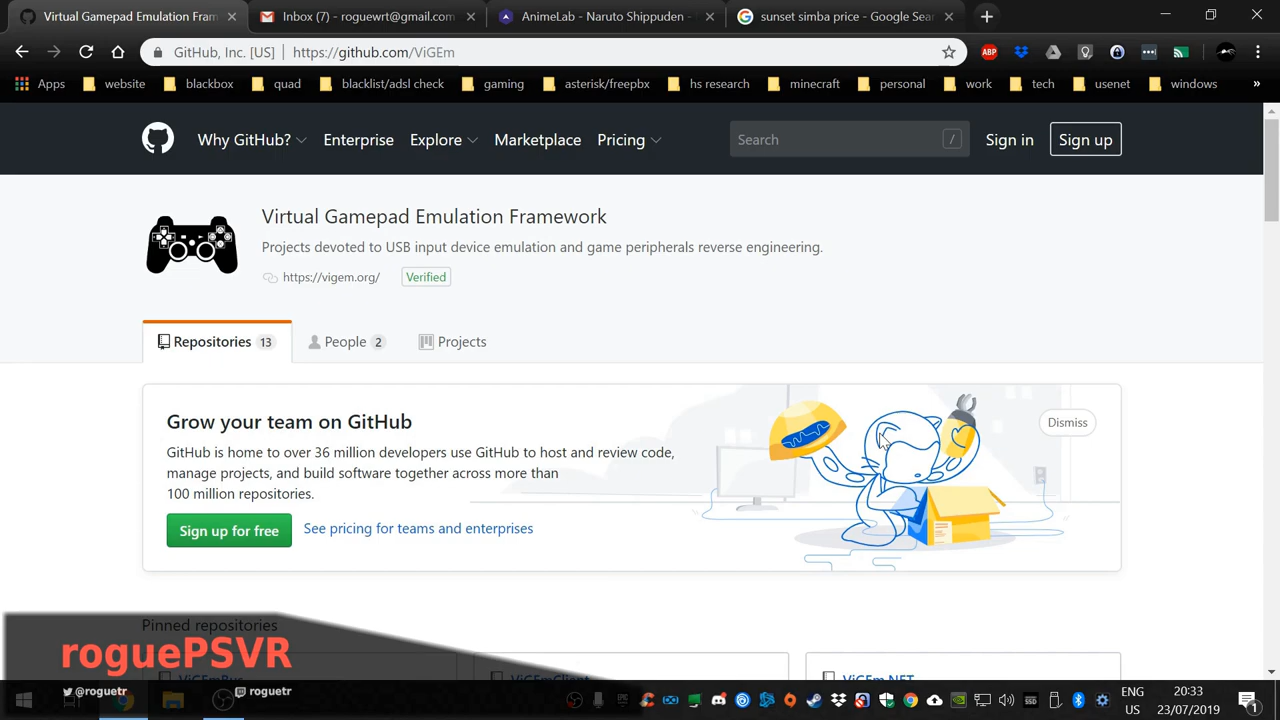 Virtual Gamepad Emulation Fram
Inbox (7) - roguewrt@gmail.com
AnimeLab - Naruto Shippuden -
sunset simba price - Google Sear
GitHub, Inc. [US] | https://github.com/ViGEm
ABP
Apps website blackbox quad blacklist/adsl check gaming asterisk/freepbx hs research minecraft personal work tech usenet windows »
Why GitHub? Enterprise Explore Marketplace Pricing Search / Sign in Sign up
Virtual Gamepad Emulation Framework
Projects devoted to USB input device emulation and game peripherals reverse engineering.
https://vigem.org/ Verified
Repositories 13 People 2 Projects
Grow your team on GitHub
Dismiss
GitHub is home to over 36 million developers use GitHub to host and review code,
manage projects, and build software together across more than
100 million repositories.
Sign up for free See pricing for teams and enterprises
Pinned repositories
roguePSVR
ViGEmBus ViGEmClient ViGEm.NET
@roguetr roguetr
ENG
US
20:33
23/07/2019
1